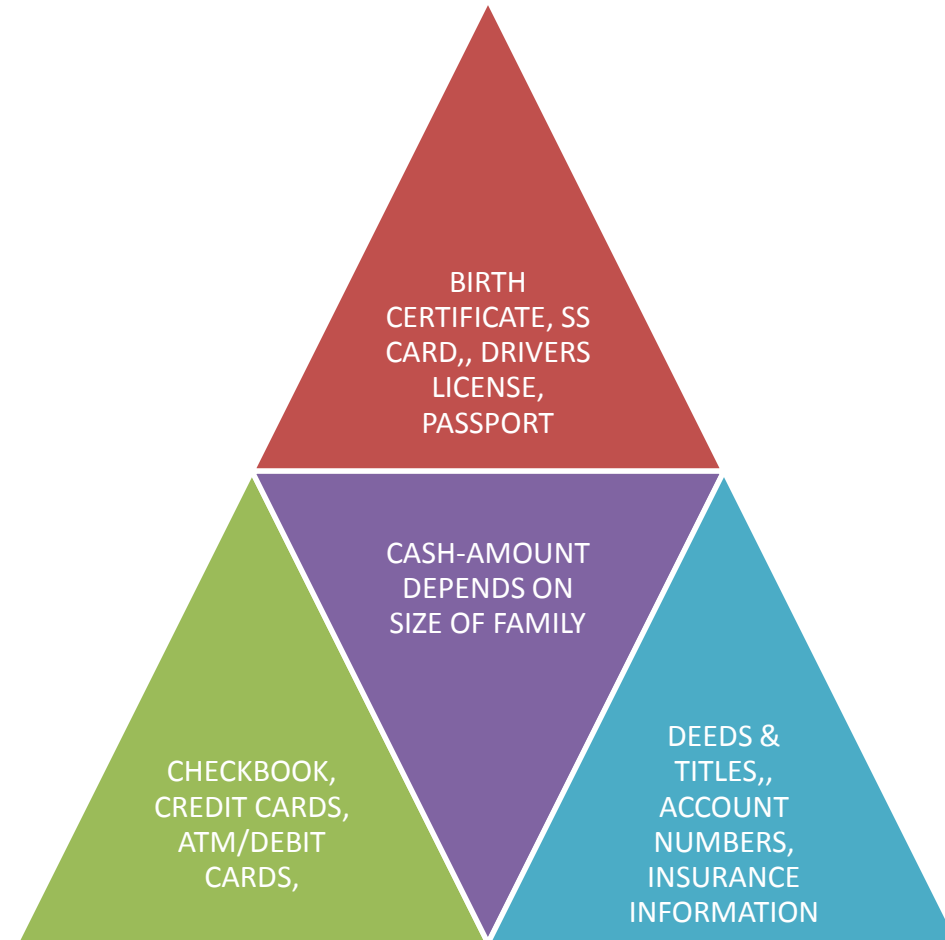 BIRTH
CERTIFICATE, SS
CARD,, DRIVERS
LICENSE,
PASSPORT
CASH-AMOUNT
DEPENDS ON
SIZE OF FAMILY
CHECKBOOK,
CREDIT CARDS,
ATM/DEBIT
CARDS,
DEEDS &
TITLES,,
ACCOUNT
NUMBERS,
INSURANCE
INFORMATION